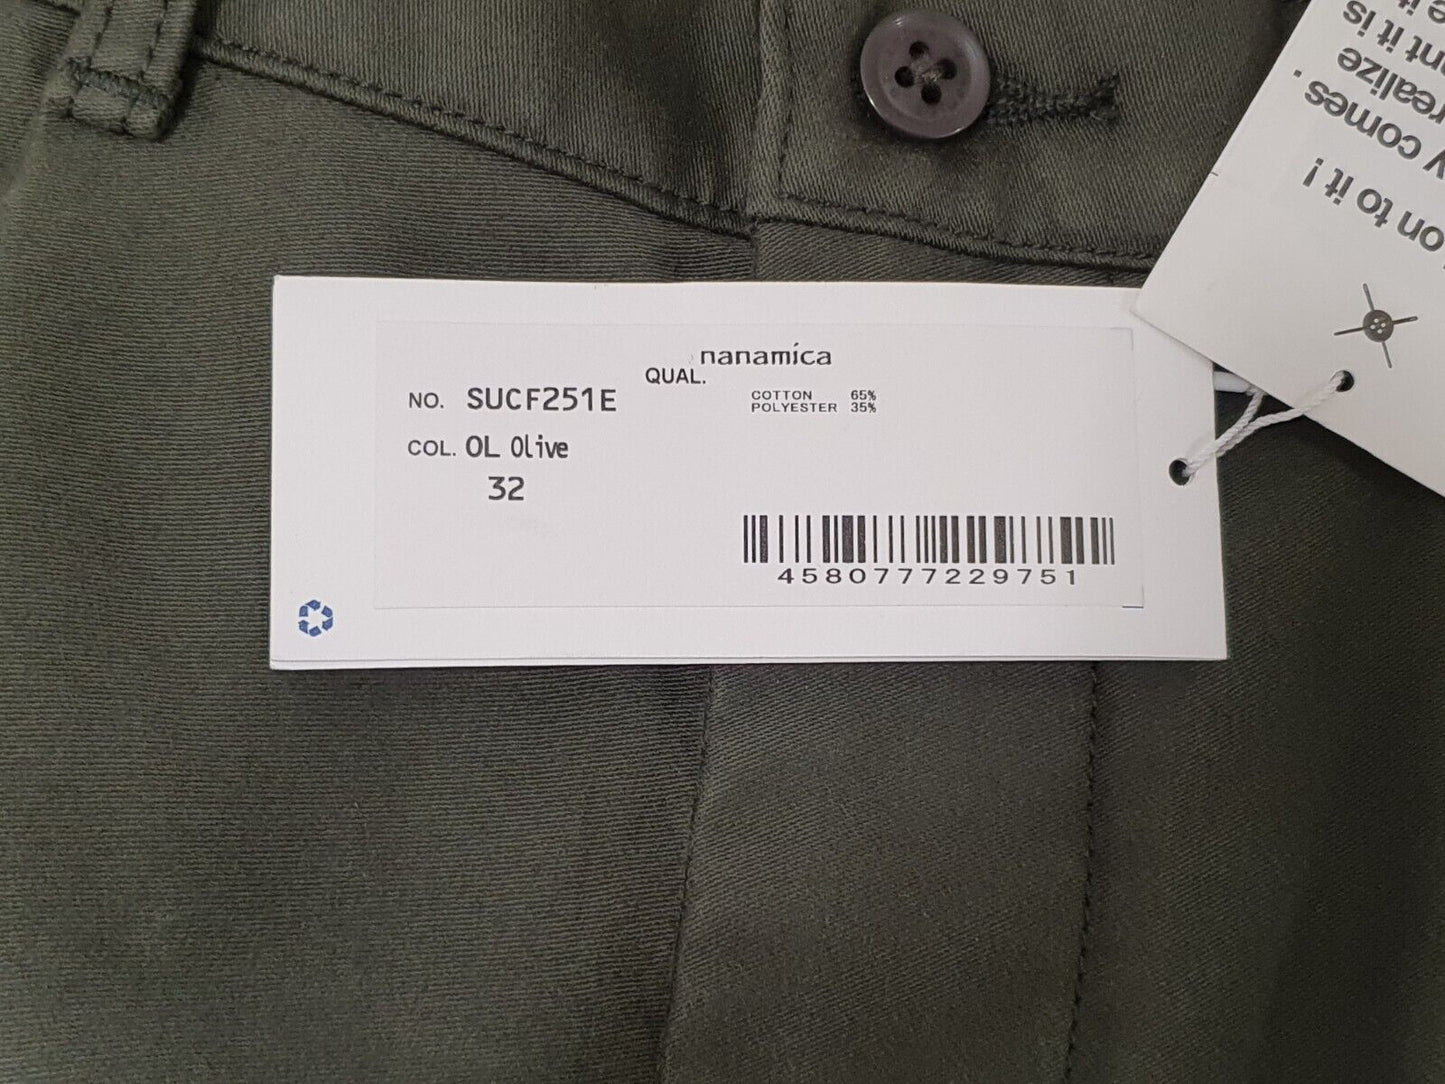 nanamica
QUAL.
NO. SUCF251E
COTTON 65%
POLYESTER 35%
COL. OL Olive
32
4580777229751
on to it !
y comes
realize .
nt it is